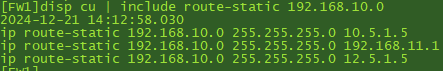 [FW1]disp cu | include route-static 192.168.10.0
2024-12-21 14:12:58.030
ip route-static 192.168.10.0 255.255.255.0 10.5.1.5
ip route-static 192.168.10.0 255.255.255.0 192.168.11.1
ip route-static 192.168.10.0 255.255.255.0 12.5.1.5
[FW1]